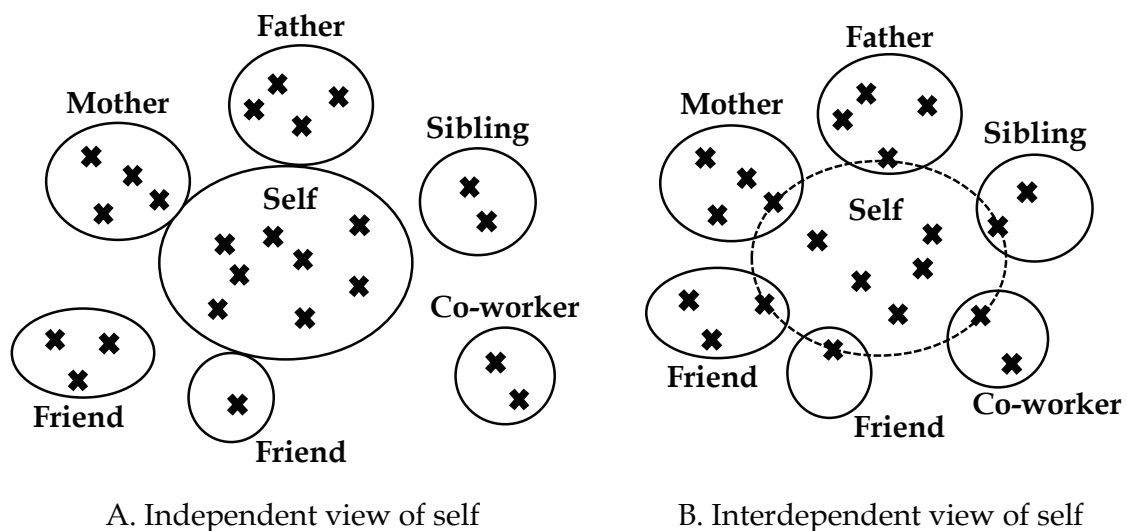 Father
Mother
Sibling
Self
Co-worker
Friend
Friend
A. Independent view of self
Father
Mother
Sibling
Self
Friend
Co-worker
Friend
B. Interdependent view of self